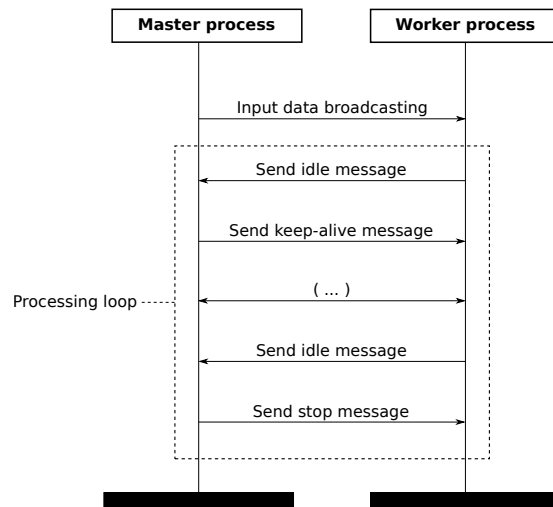 Master process
Worker process
Input data broadcasting
Send idle message
Send keep-alive message
( ... )
Processing loop
Send idle message
Send stop message